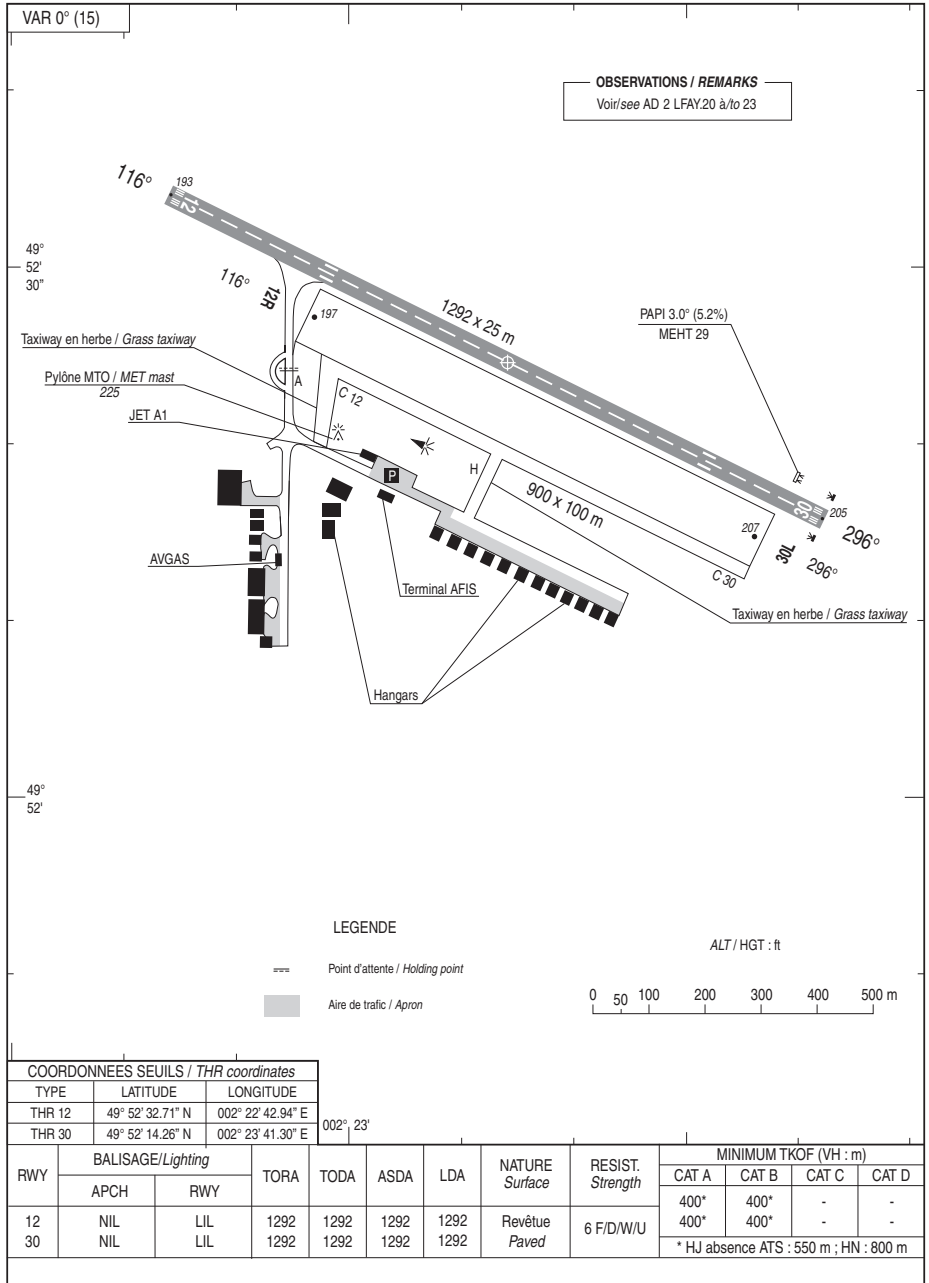 VAR 0° (15)
OBSERVATIONS / REMARKS
Voir/see AD 2 LFAY.20 à/to 23
116°
193
12
49°
52'
30"
116°
12R
197
1292 x 25 m
PAPI 3.0° (5.2%)
MEHT 29
Taxiway en herbe / Grass taxiway
A
Pylône MTO / MET mast
225
C 12
JET A1
P
H
900 x 100 m
30
205
207
296°
30L
296°
C 30
AVGAS
Terminal AFIS
Taxiway en herbe / Grass taxiway
Hangars
49°
52'
LEGENDE
ALT / HGT : ft
Point d'attente / Holding point
Aire de trafic / Apron
0 50 100 200 300 400 500 m
COORDONNEES SEUILS / THR coordinates
TYPE LATITUDE LONGITUDE
THR 12 49° 52' 32.71" N 002° 22' 42.94" E
THR 30 49° 52' 14.26" N 002° 23' 41.30" E
002° 23'
RWY BALISAGE/Lighting TORA TODA ASDA LDA NATURE RESIST. MINIMUM TKOF (VH : m)
APCH RWY Surface Strength CAT A CAT B CAT C CAT D
400* 400* - -
12 NIL LIL 1292 1292 1292 1292 Revêtue 6 F/D/W/U 400* 400* - -
30 NIL LIL 1292 1292 1292 1292 Paved * HJ absence ATS : 550 m ; HN : 800 m